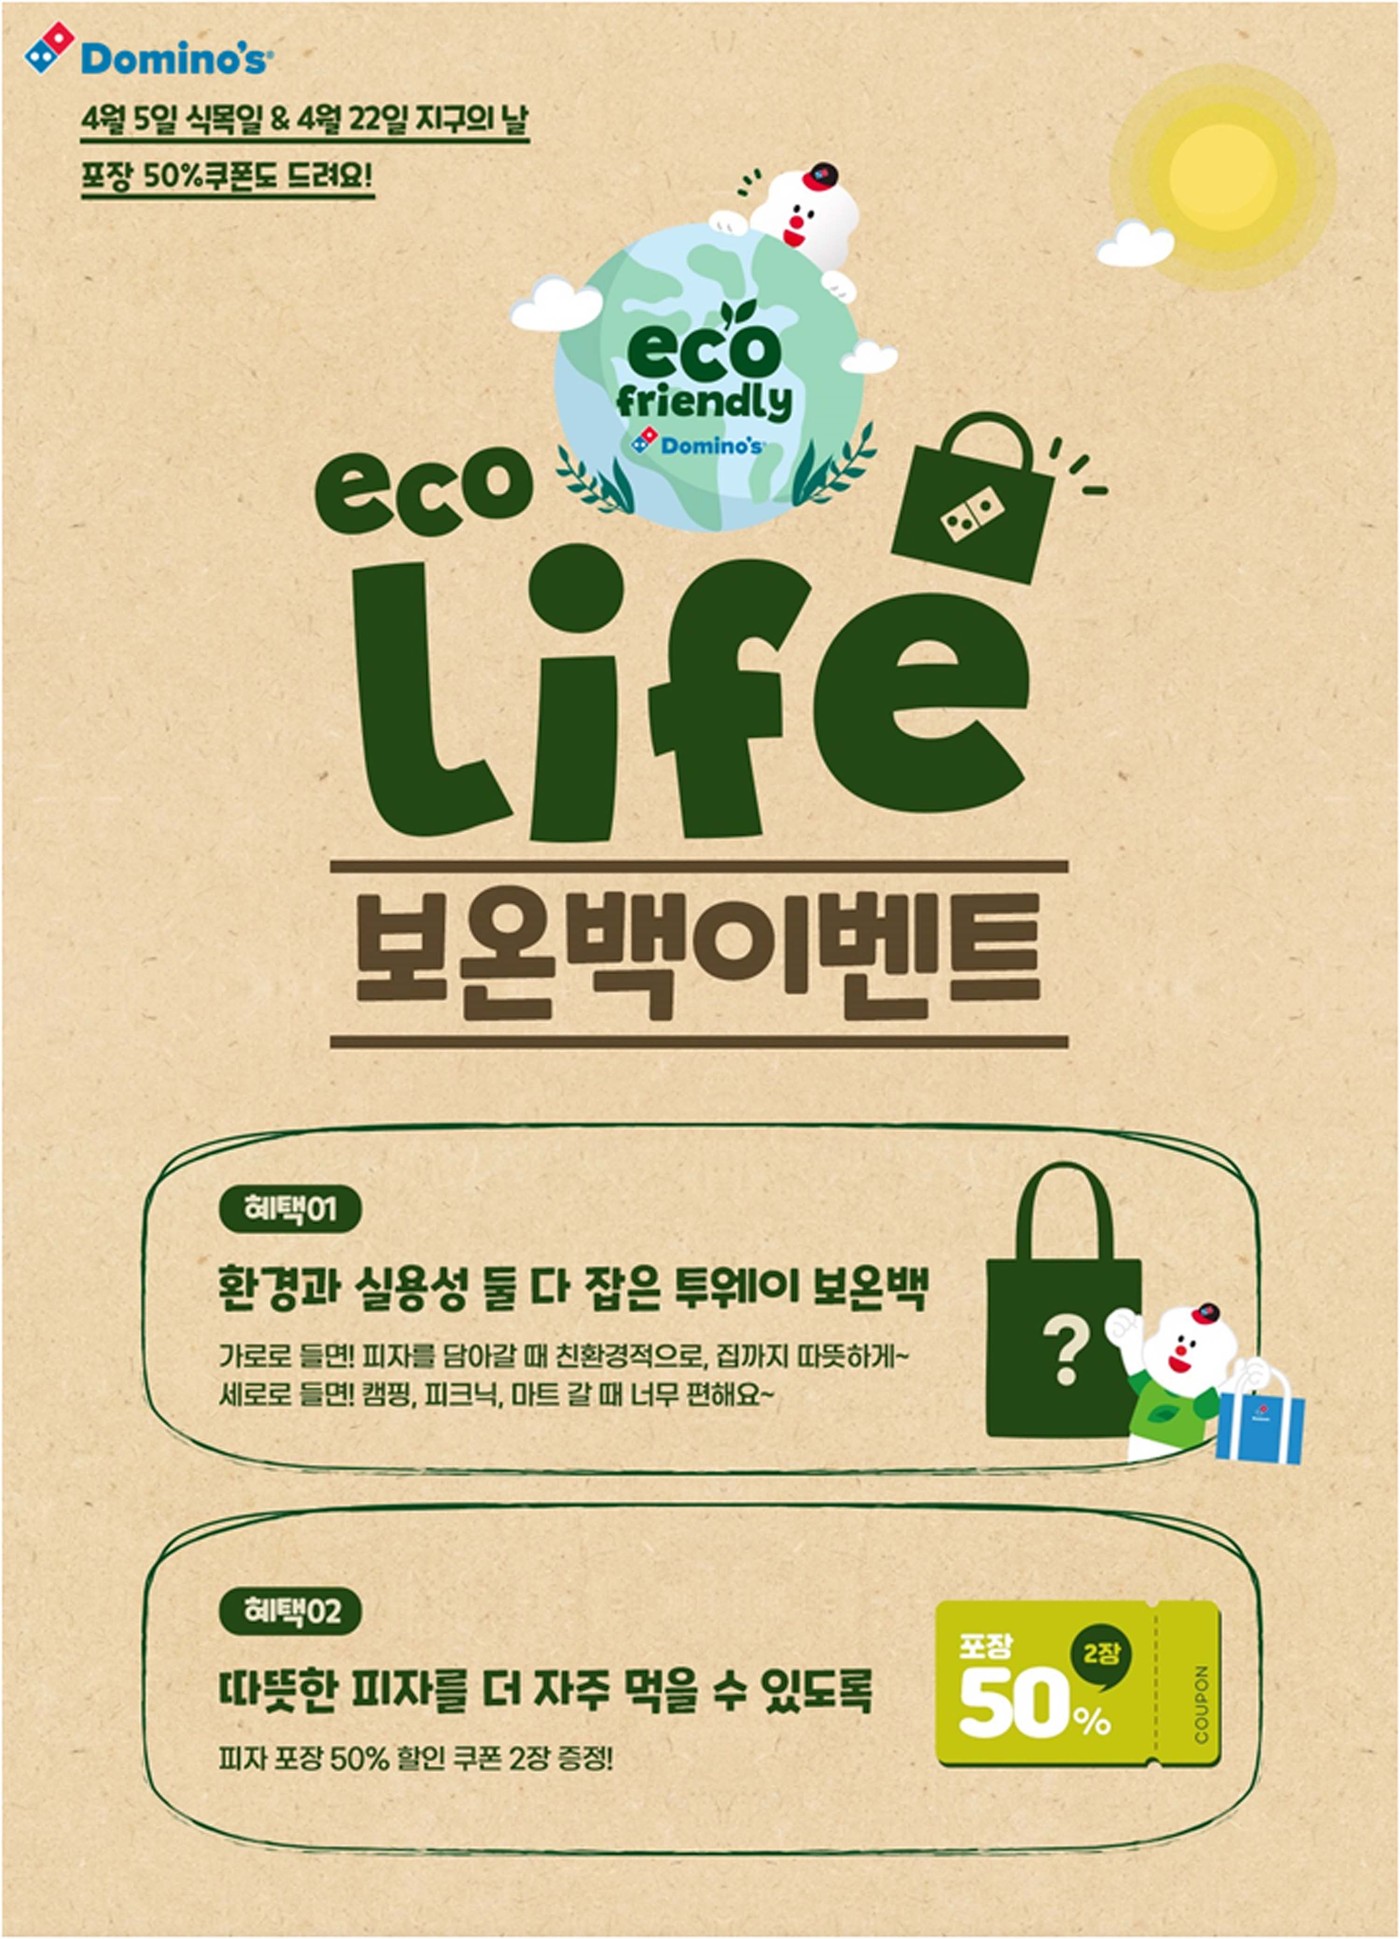 Domino's
4월 5일 식목일 & 4월 22일 지구의 날
포장 50%쿠폰도 드려요!
eco
friendly
Domino's
eco
life
보온백이벤트
혜택01
환경과 실용성 둘 다 잡은 투웨이 보온백
가로로 들면! 피자를 담아갈 때 친환경적으로, 집까지 따뜻하게~
세로로 들면! 캠핑, 피크닉, 마트 갈 때 너무 편해요~
?
혜택02
따뜻한 피자를 더 자주 먹을 수 있도록
피자 포장 50% 할인 쿠폰 2장 증정!
포장
2장
50%
COUPON